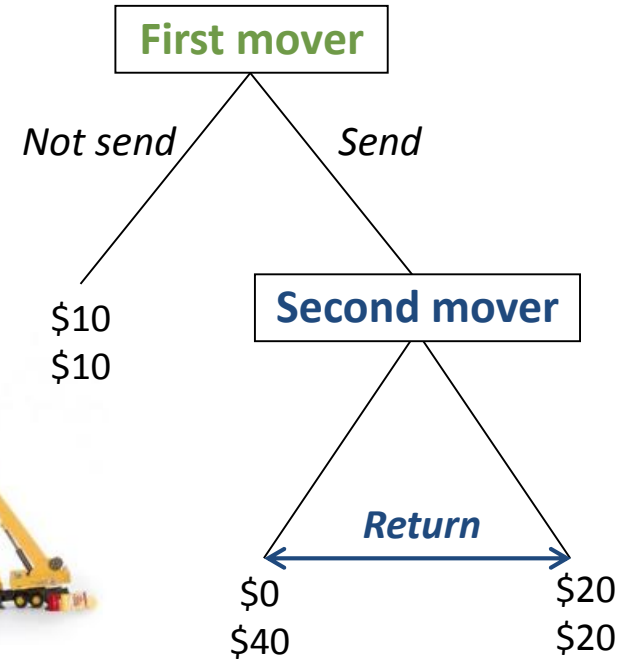 First mover
Not send
Send
Second mover
$10
$10
Return
$0
$20
$40
$20